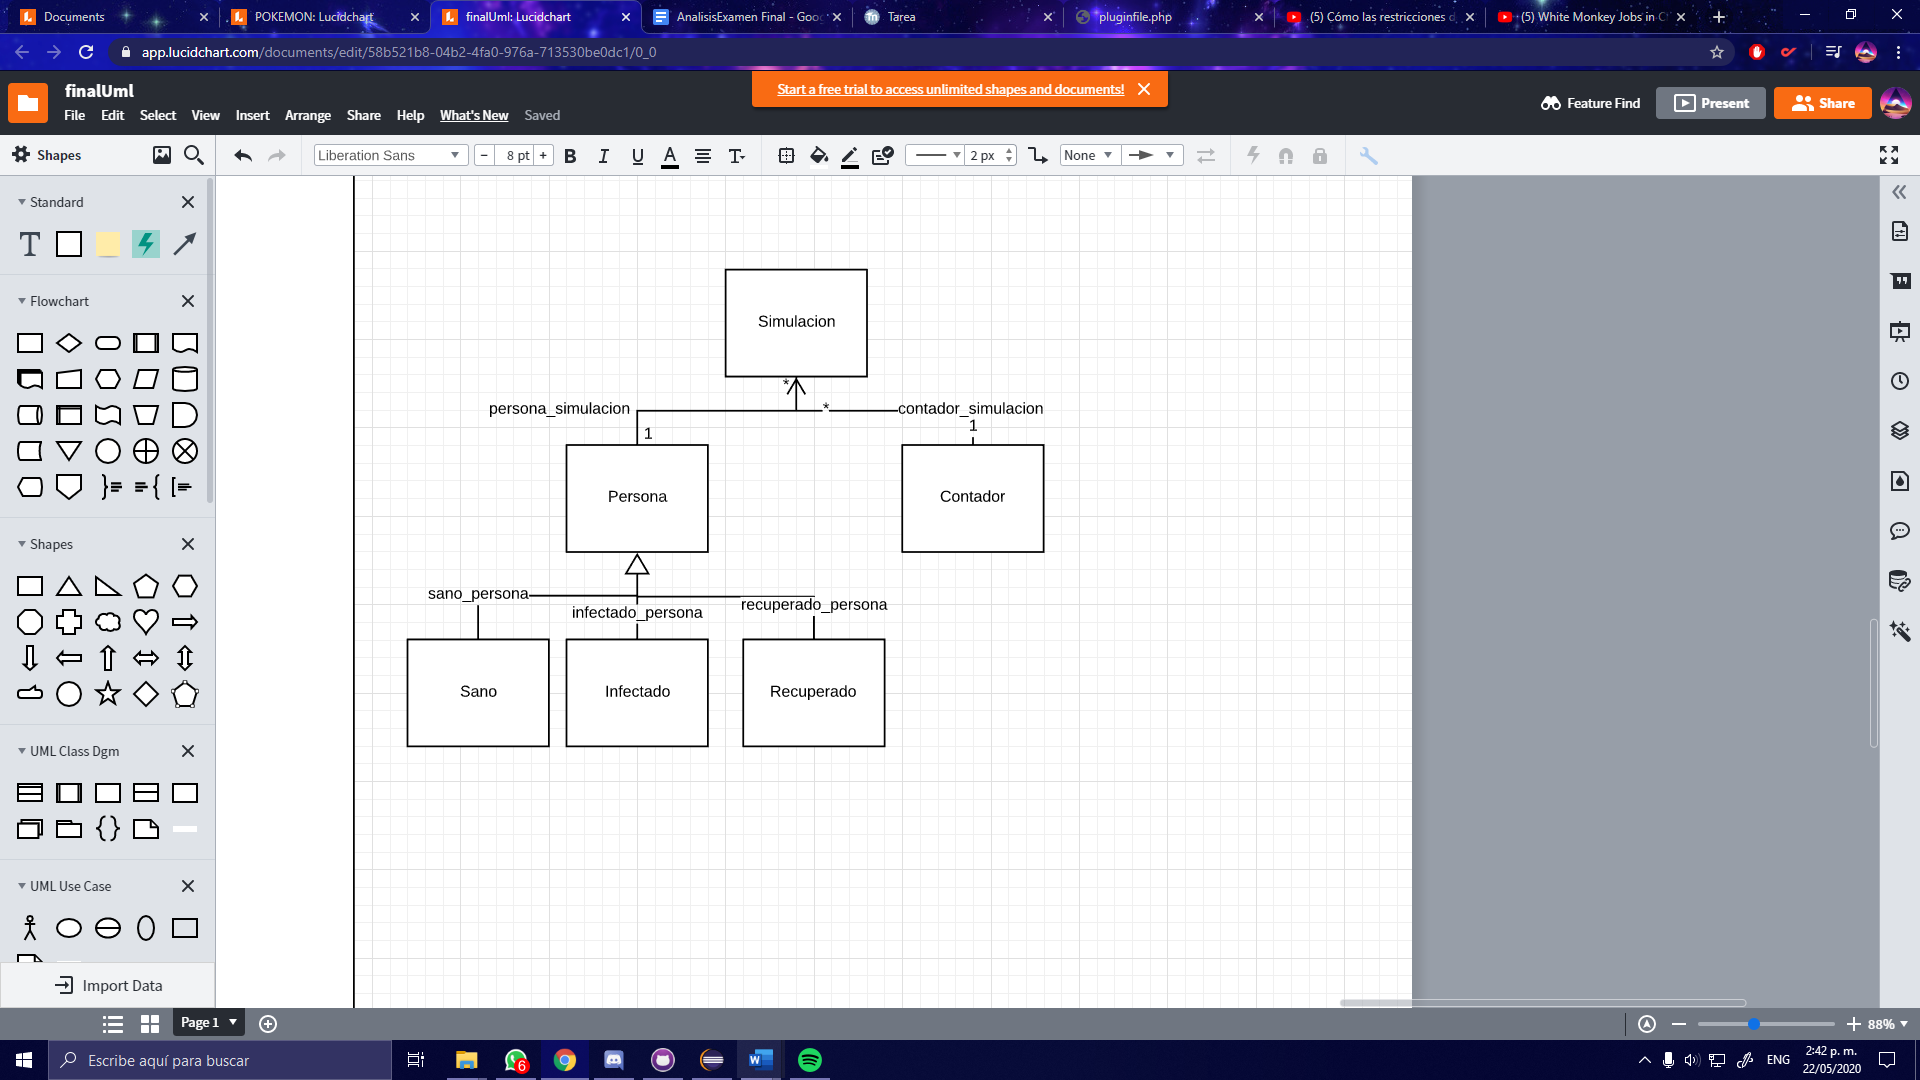 Documents
POKEMON: Lucidchart
finalUml: Lucidchart
AnalisisExamen Final - Goo
Tarea
pluginfile.php
(5) Cómo las restricciones d
(5) White Monkey Jobs in C
app.lucidchart.com/documents/edit/58b521b8-04b2-4fa0-976a-713530be0dc1/0_0
finalUml
Start a free trial to access unlimited shapes and documents!
Feature Find
Present
Share
File Edit Select View Insert Arrange Share Help What's New Saved
Shapes
Liberation Sans
8 pt
2 px
None
Standard
Flowchart
Shapes
UML Class Dgm
UML Use Case
Import Data
Simulacion
*
persona_simulacion
*
contador_simulacion
1
1
Persona
Contador
sano_persona
infectado_persona
recuperado_persona
Sano
Infectado
Recuperado
Page 1
88%
Escribe aquí para buscar
6
ENG
2:42 p. m.
22/05/2020